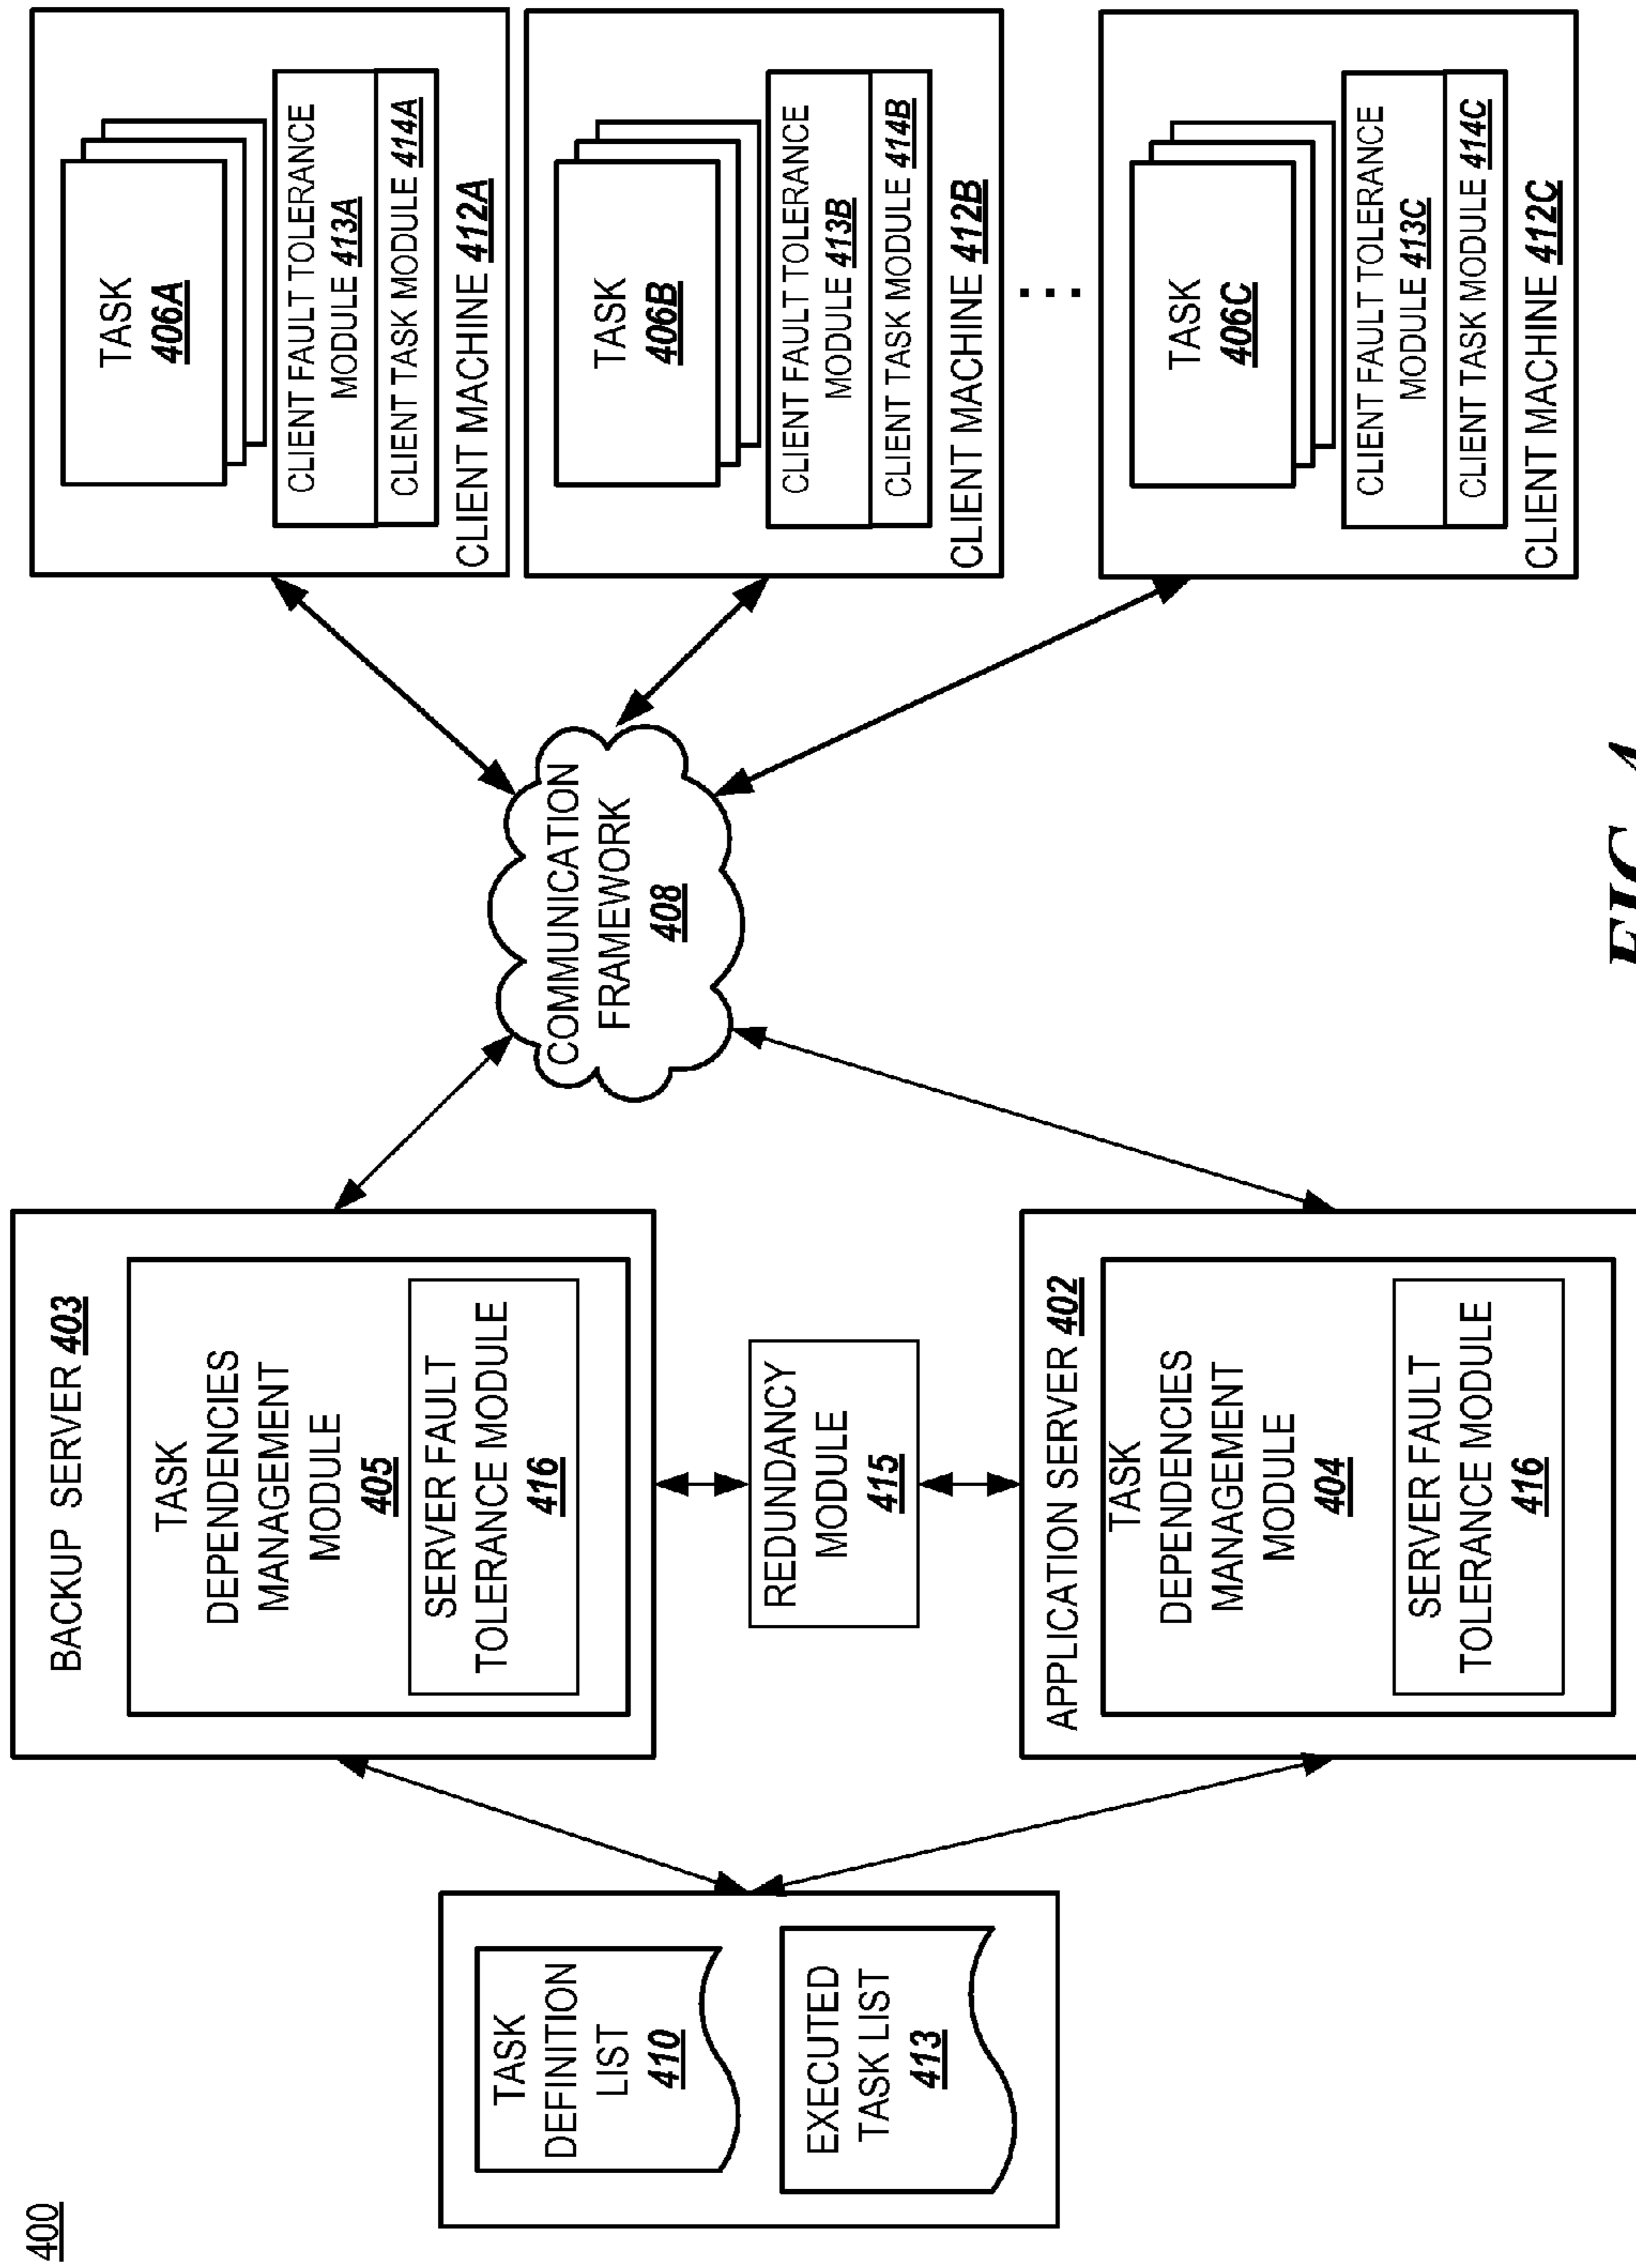 400
TASK
DEFINITION
LIST
410
EXECUTED
TASK LIST
413
BACKUP SERVER 403
TASK
DEPENDENCIES
MANAGEMENT
MODULE
405
SERVER FAULT
TOLERANCE MODULE
416
REDUNDANCY
MODULE
415
APPLICATION SERVER 402
TASK
DEPENDENCIES
MANAGEMENT
MODULE
404
SERVER FAULT
TOLERANCE MODULE
416
COMMUNICATION
FRAMEWORK
408
TASK
406A
CLIENT FAULT TOLERANCE
MODULE 413A
CLIENT TASK MODULE 414A
CLIENT MACHINE 412A
TASK
406B
CLIENT FAULT TOLERANCE
MODULE 413B
CLIENT TASK MODULE 414B
CLIENT MACHINE 412B
...
TASK
406C
CLIENT FAULT TOLERANCE
MODULE 413C
CLIENT TASK MODULE 414C
CLIENT MACHINE 412C
FIG. 4